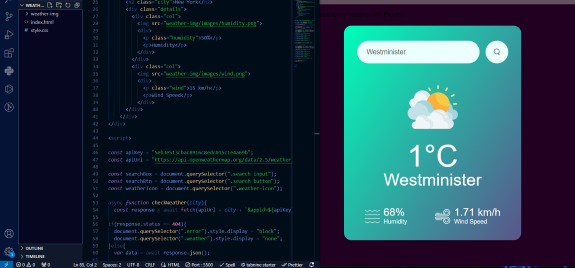 WEATH...
weather-img
index.html
style.css
OUTLINE
TIMELINE
<p class="city">New York</p>
<div class="details">
<div class="col">
<img src="weather-img/images/humidity.png">
<div>
<p class="humidity">50%</p>
<p>Humidity</p>
</div>
</div>
<div class="col">
<img src="weather-img/images/wind.png">
<div>
<p class="wind">15 km/h</p>
<p>Wind Speed</p>
</div>
</div>
</div>
</div>
<script>
const apiKey =
const apiUrl = "https://api.openweathermap.org/data/2.5/weather
const searchBox = document.querySelector(".search input");
const searchBtn = document.querySelector(".search button");
const weatherIcon = document.querySelector(".weather-icon");
async function checkWeather(city){
const response = await fetch(apiUrl + city + `&appid=${apiKey
if(response.status == 404){
document.querySelector(".error").style.display = "block";
document.querySelector(".weather").style.display = "none";
}else{
var data = await response.json();
Ln 85, Col 2 Spaces: 2 UTF-8 CRLF HTML Port : 5500 Spell tabnine starter Prettier
Westminister
1°C
Westminister
68%
Humidity
1.71 km/h
Wind Speed